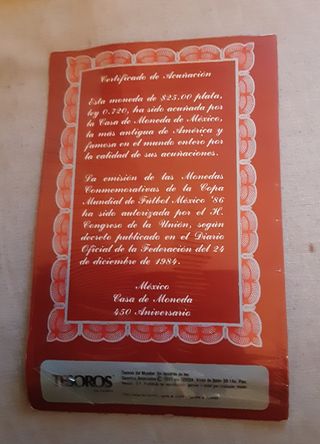 Certificado de Acuñación
Esta moneda de $25.00 plata,
ley 0.720, ha sido acuñada por
la Casa de Moneda de México,
la más antigua de América y
famosa en el mundo entero por
la calidad de sus acuñaciones.
La emisión de las Monedas
Conmemorativas de la Copa
Mundial de Fútbol México '86
ha sido autorizada por el H.
Congreso de la Unión, según
decreto publicado en el Diario
Oficial de la Federación del 24
de diciembre de 1984.
México
Casa de Moneda
450 Aniversario
TESOROS
Tesoros del Mundo